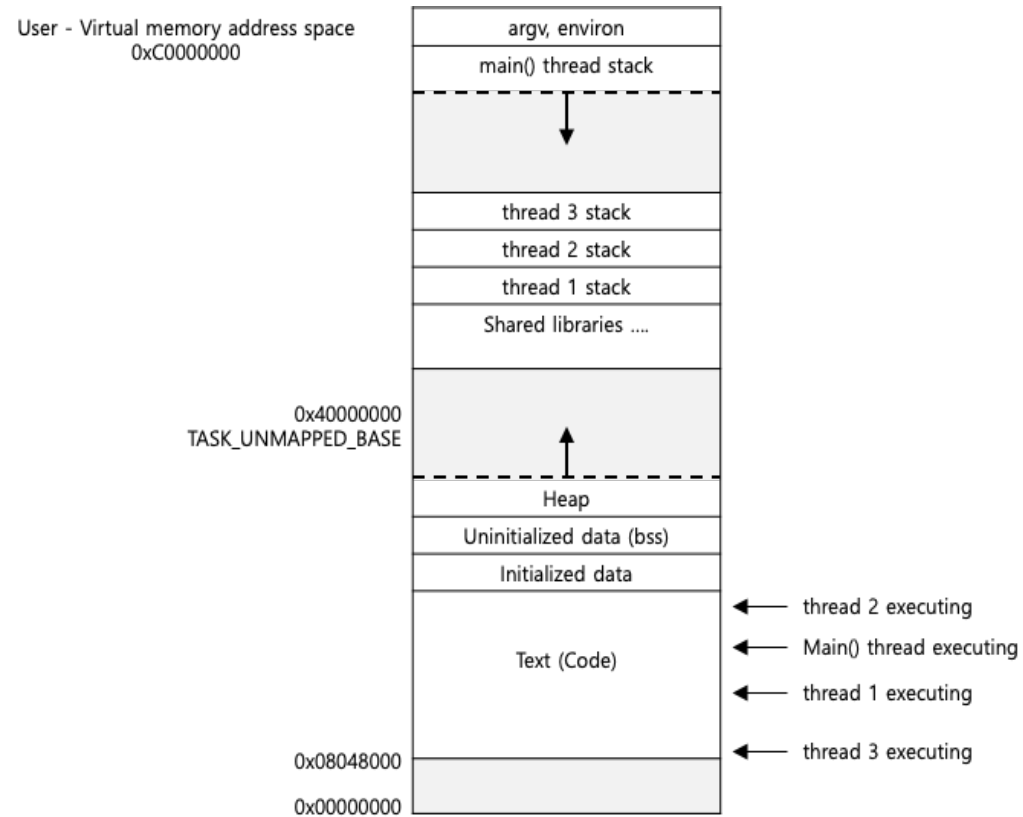 User - Virtual memory address space
0xC0000000
argv, environ
main() thread stack
thread 3 stack
thread 2 stack
thread 1 stack
Shared libraries ....
0x40000000
TASK_UNMAPPED_BASE
Heap
Uninitialized data (bss)
Initialized data
Text (Code)
thread 2 executing
Main() thread executing
thread 1 executing
thread 3 executing
0x08048000
0x00000000